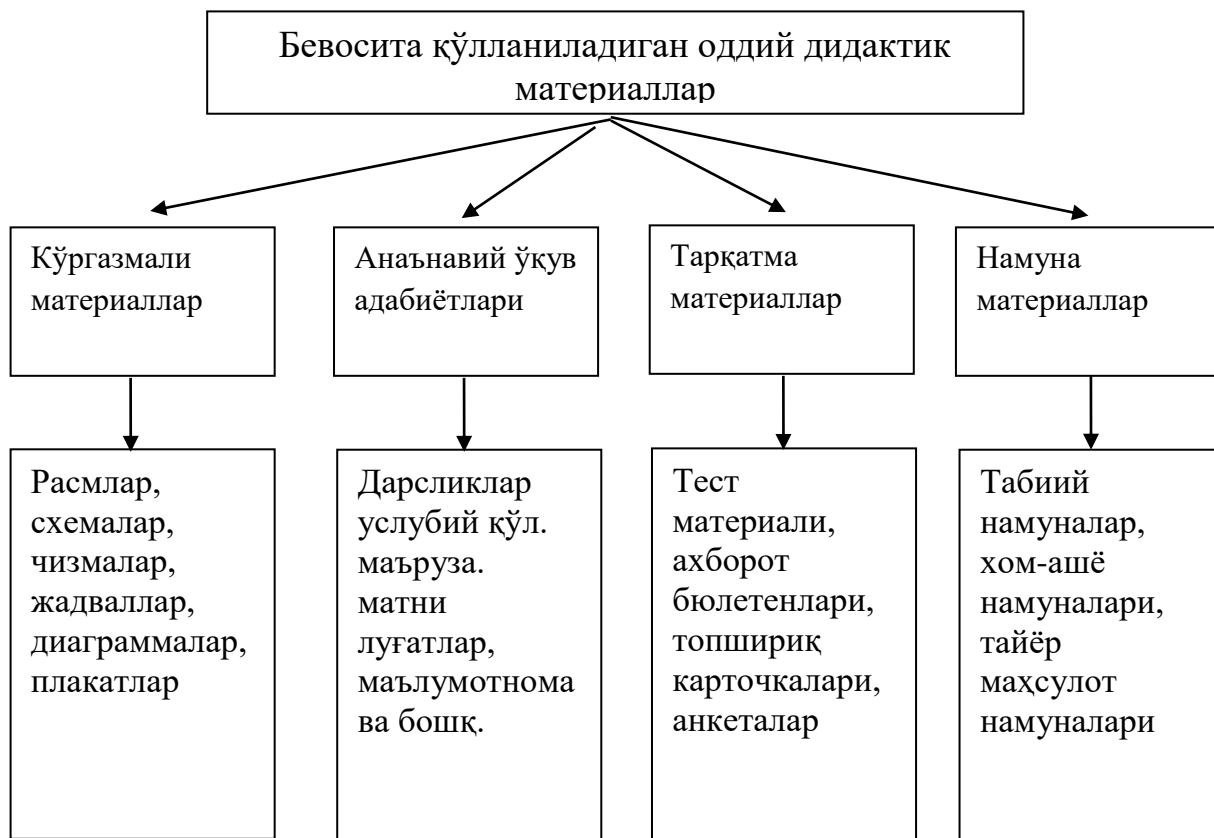 Бевосита қўлланиладиган оддий дидактик
материаллар
Кўргазмали
материаллар
Анаънавий ўқув
адабиётлари
Тарқатма
материаллар
Намуна
материаллар
Расмлар,
схемалар,
чизмалар,
жадваллар,
диаграммалар,
плакатлар
Дарсликлар
услубий қўл.
маъруза.
матни
луғатлар,
маълумотнома
ва бошқ.
Тест
материали,
ахборот
бюлетенлари,
топшириқ
карточкалари,
анкеталар
Табиий
намуналар,
хом-ашё
намуналари,
тайёр
маҳсулот
намуналари